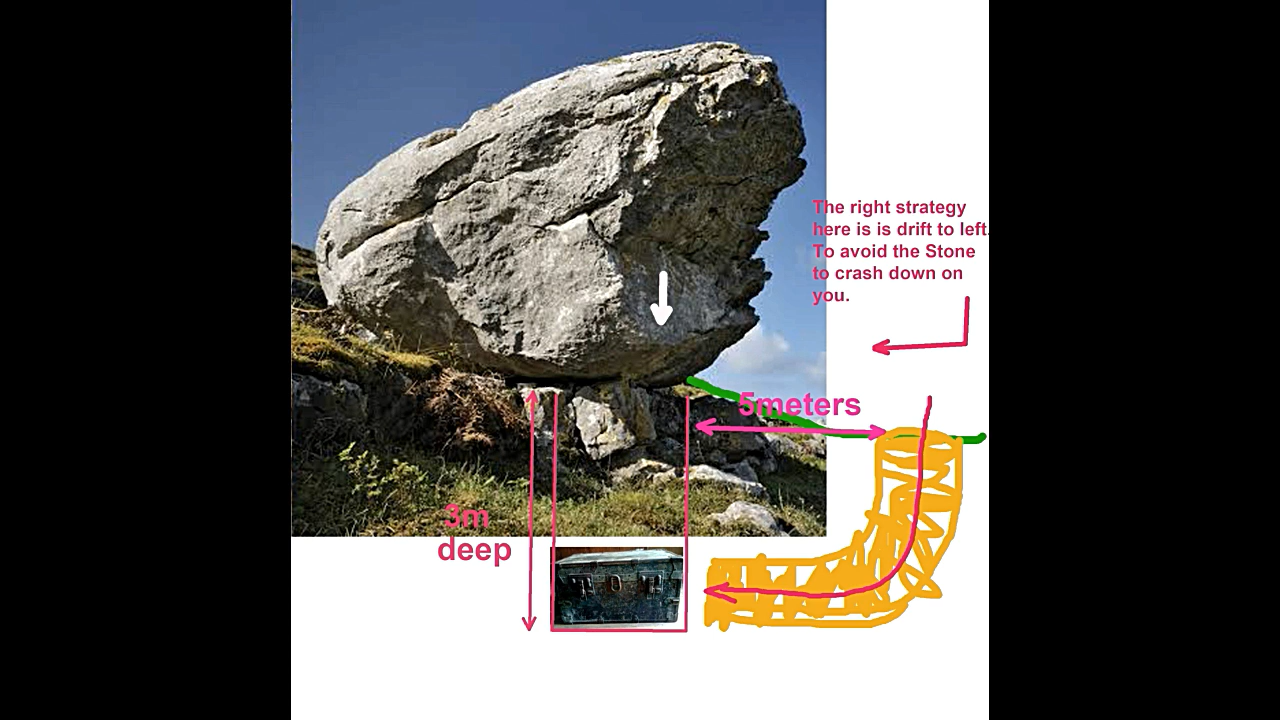 The right strategy
here is is drift to left.
To avoid the Stone
to crash down on
you.
5meters
3m
deep